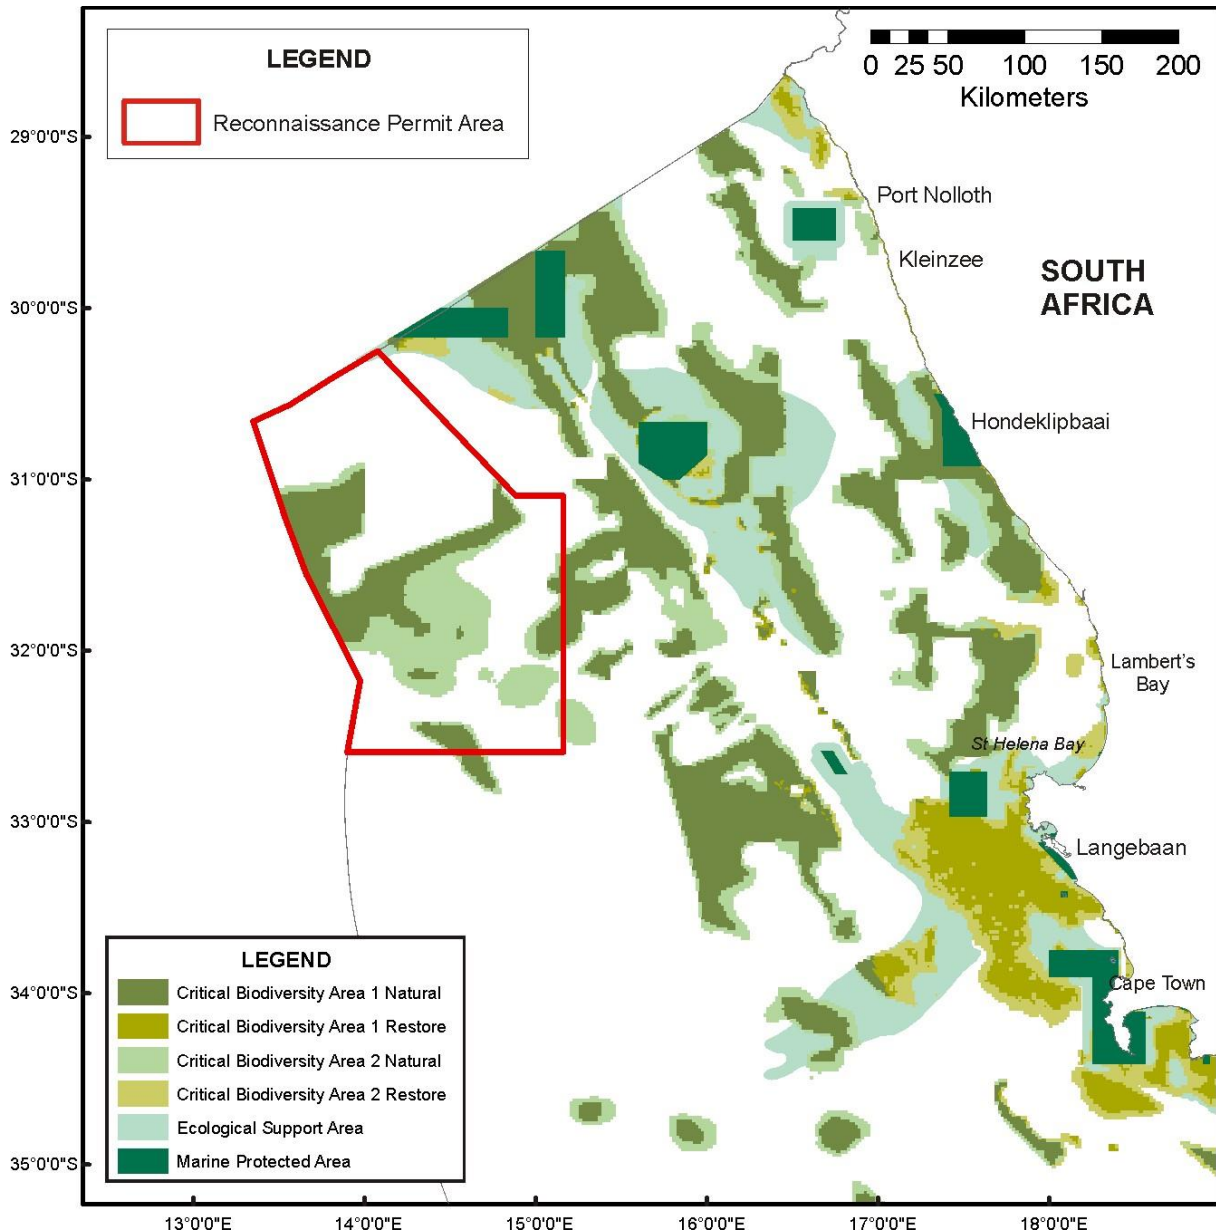 LEGEND
Reconnaissance Permit Area
0 25 50 100 150 200
Kilometers
29°0'0"S
Port Nolloth
Kleinzee
SOUTH
AFRICA
30°0'0"S
Hondeklipbaai
31°0'0"S
32°0'0"S
Lambert's
Bay
St Helena Bay
33°0'0"S
Langebaan
LEGEND
Critical Biodiversity Area 1 Natural
Critical Biodiversity Area 1 Restore
Critical Biodiversity Area 2 Natural
Critical Biodiversity Area 2 Restore
Ecological Support Area
Marine Protected Area
34°0'0"S
Cape Town
35°0'0"S
13°0'0"E 14°0'0"E 15°0'0"E 16°0'0"E 17°0'0"E 18°0'0"E